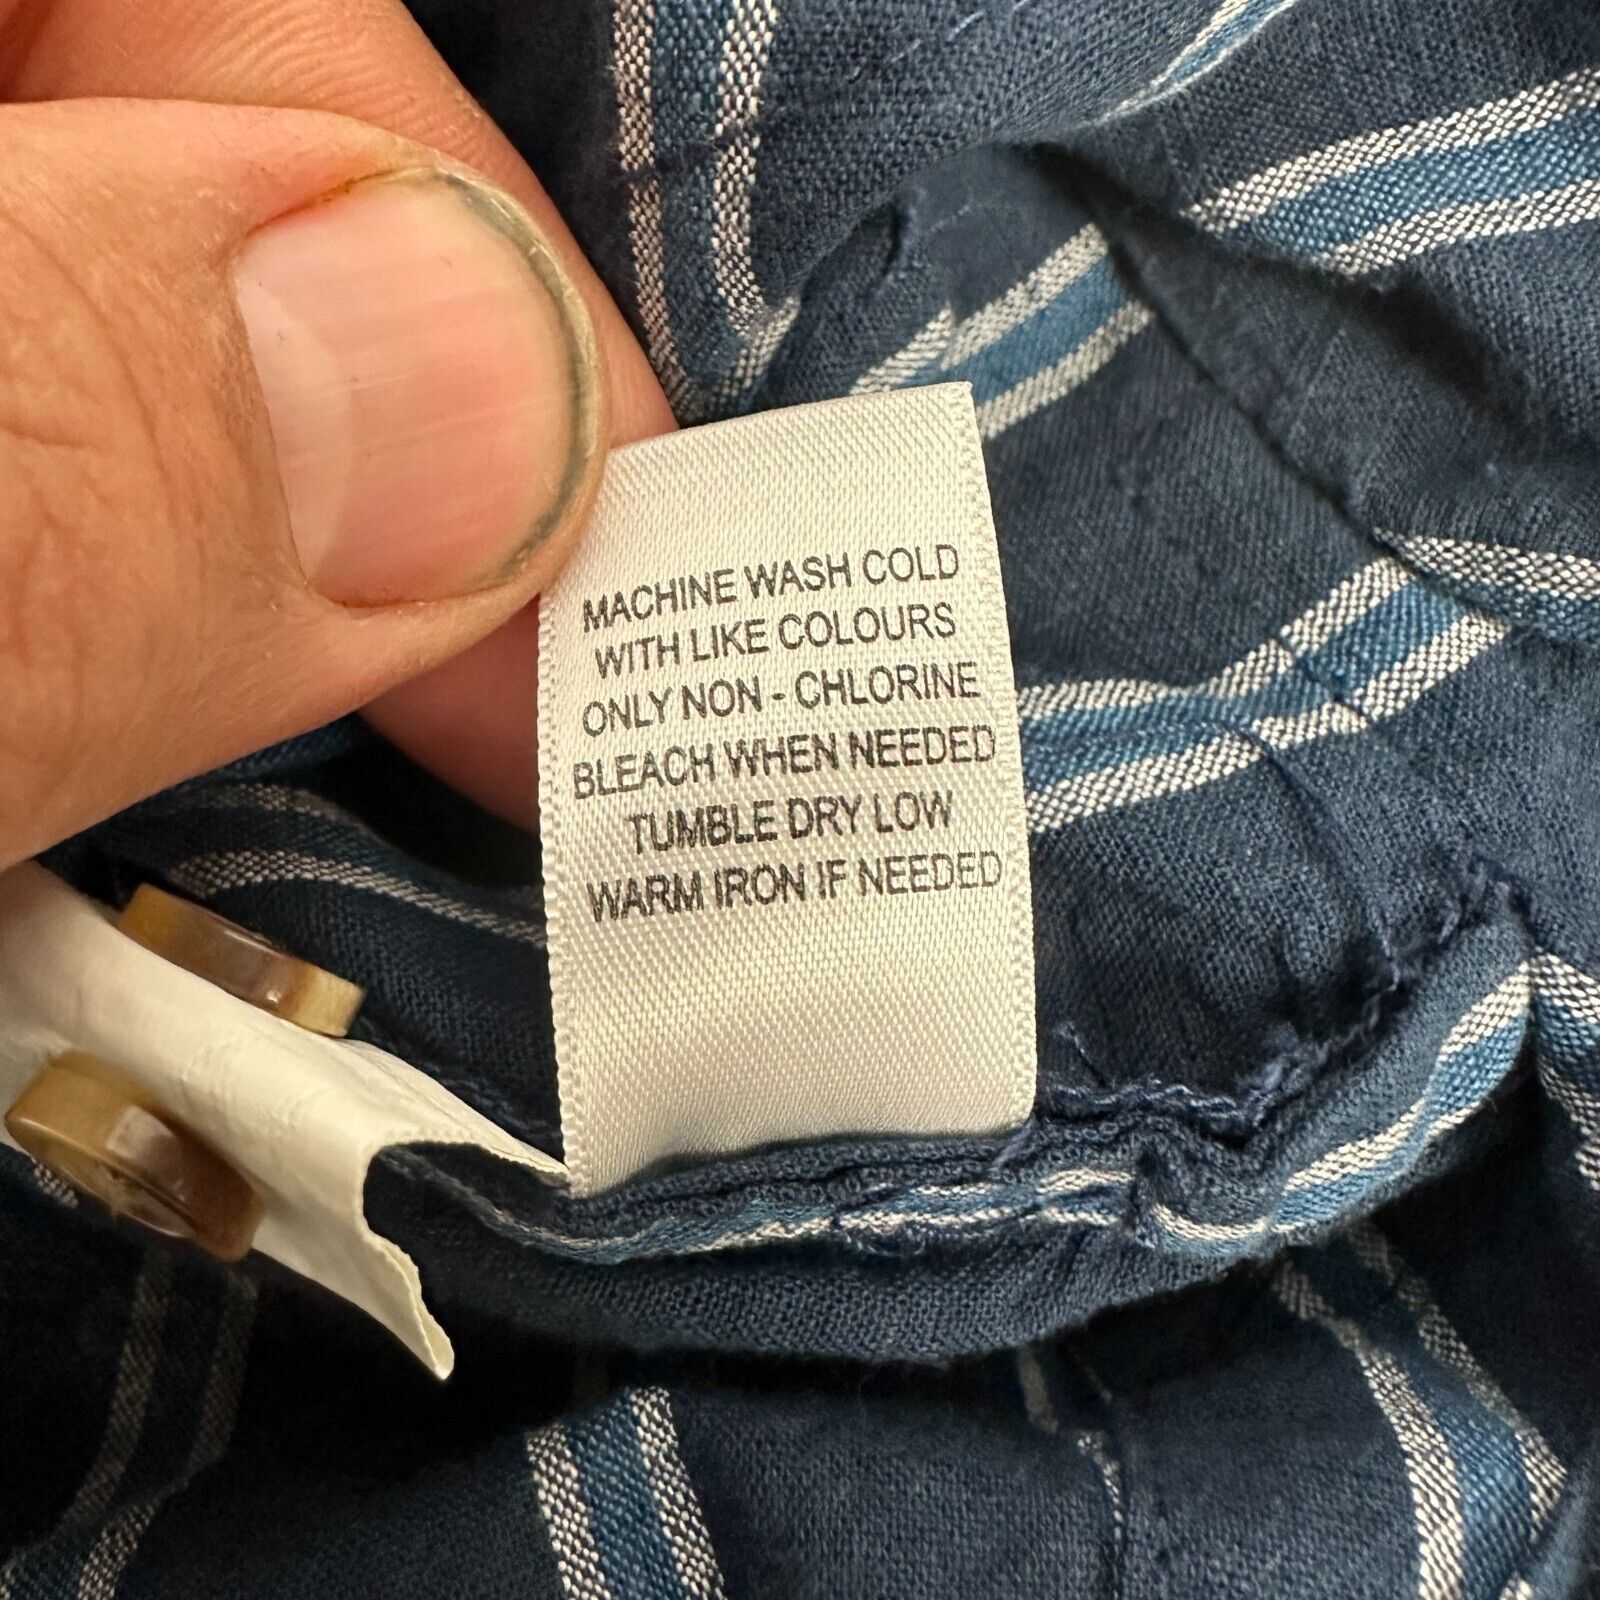 MACHINE WASH COLD
WITH LIKE COLOURS
ONLY NON - CHLORINE
BLEACH WHEN NEEDED
TUMBLE DRY LOW
WARM IRON IF NEEDED